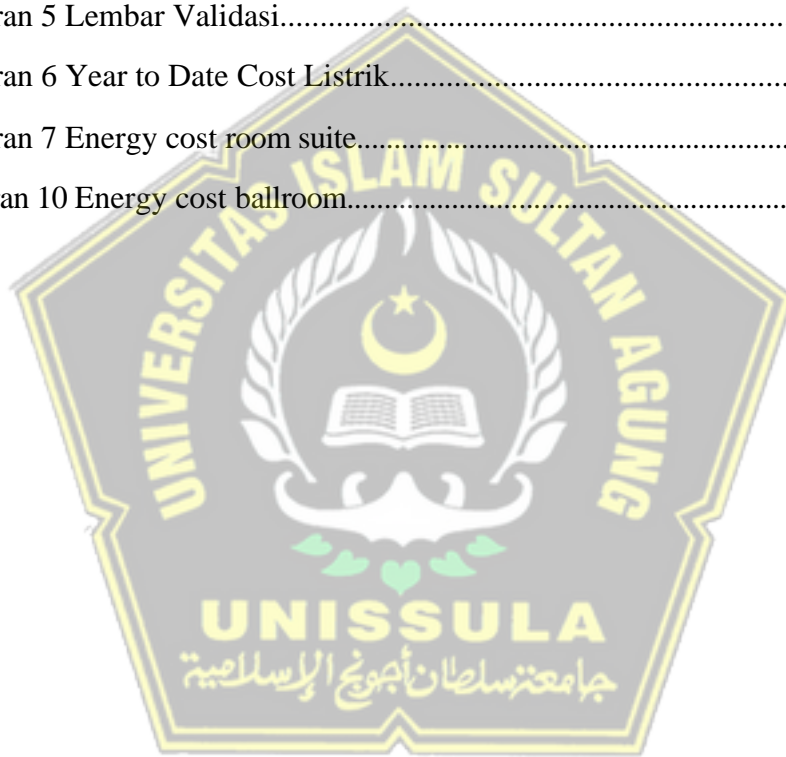 ran 5 Lembar Validasi................................................................
ran 6 Year to Date Cost Listrik..................................................
ran 7 Energy cost room suite......................................................
ran 10 Energy cost ballroom.......................................................
UNIVERSITAS ISLAM SULTAN AGUNG
UNISSULA
جامعة سلطان أجونج الإسلامية